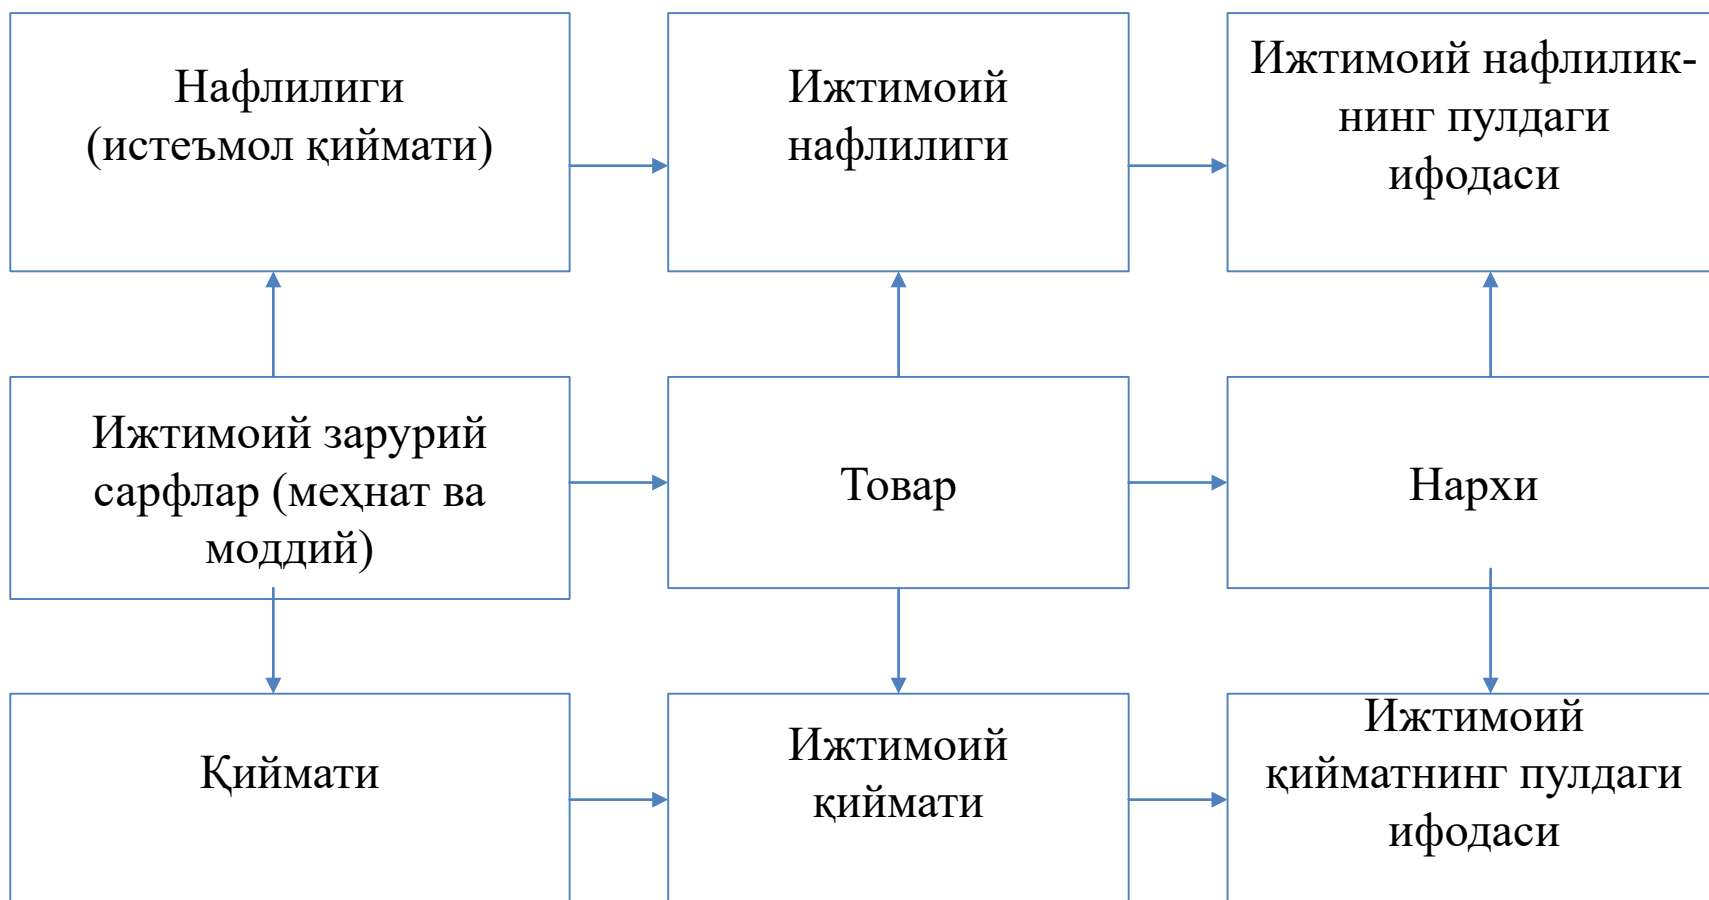 Нафлилиги
(истеъмол қиймати)
Ижтимоий
нафлилиги
Ижтимоий нафлилик-
нинг пулдаги
ифодаси
Ижтимоий зарурий
сарфлар (меҳнат ва
моддий)
Товар
Нархи
Қиймати
Ижтимоий
қиймати
Ижтимоий
қийматнинг пулдаги
ифодаси